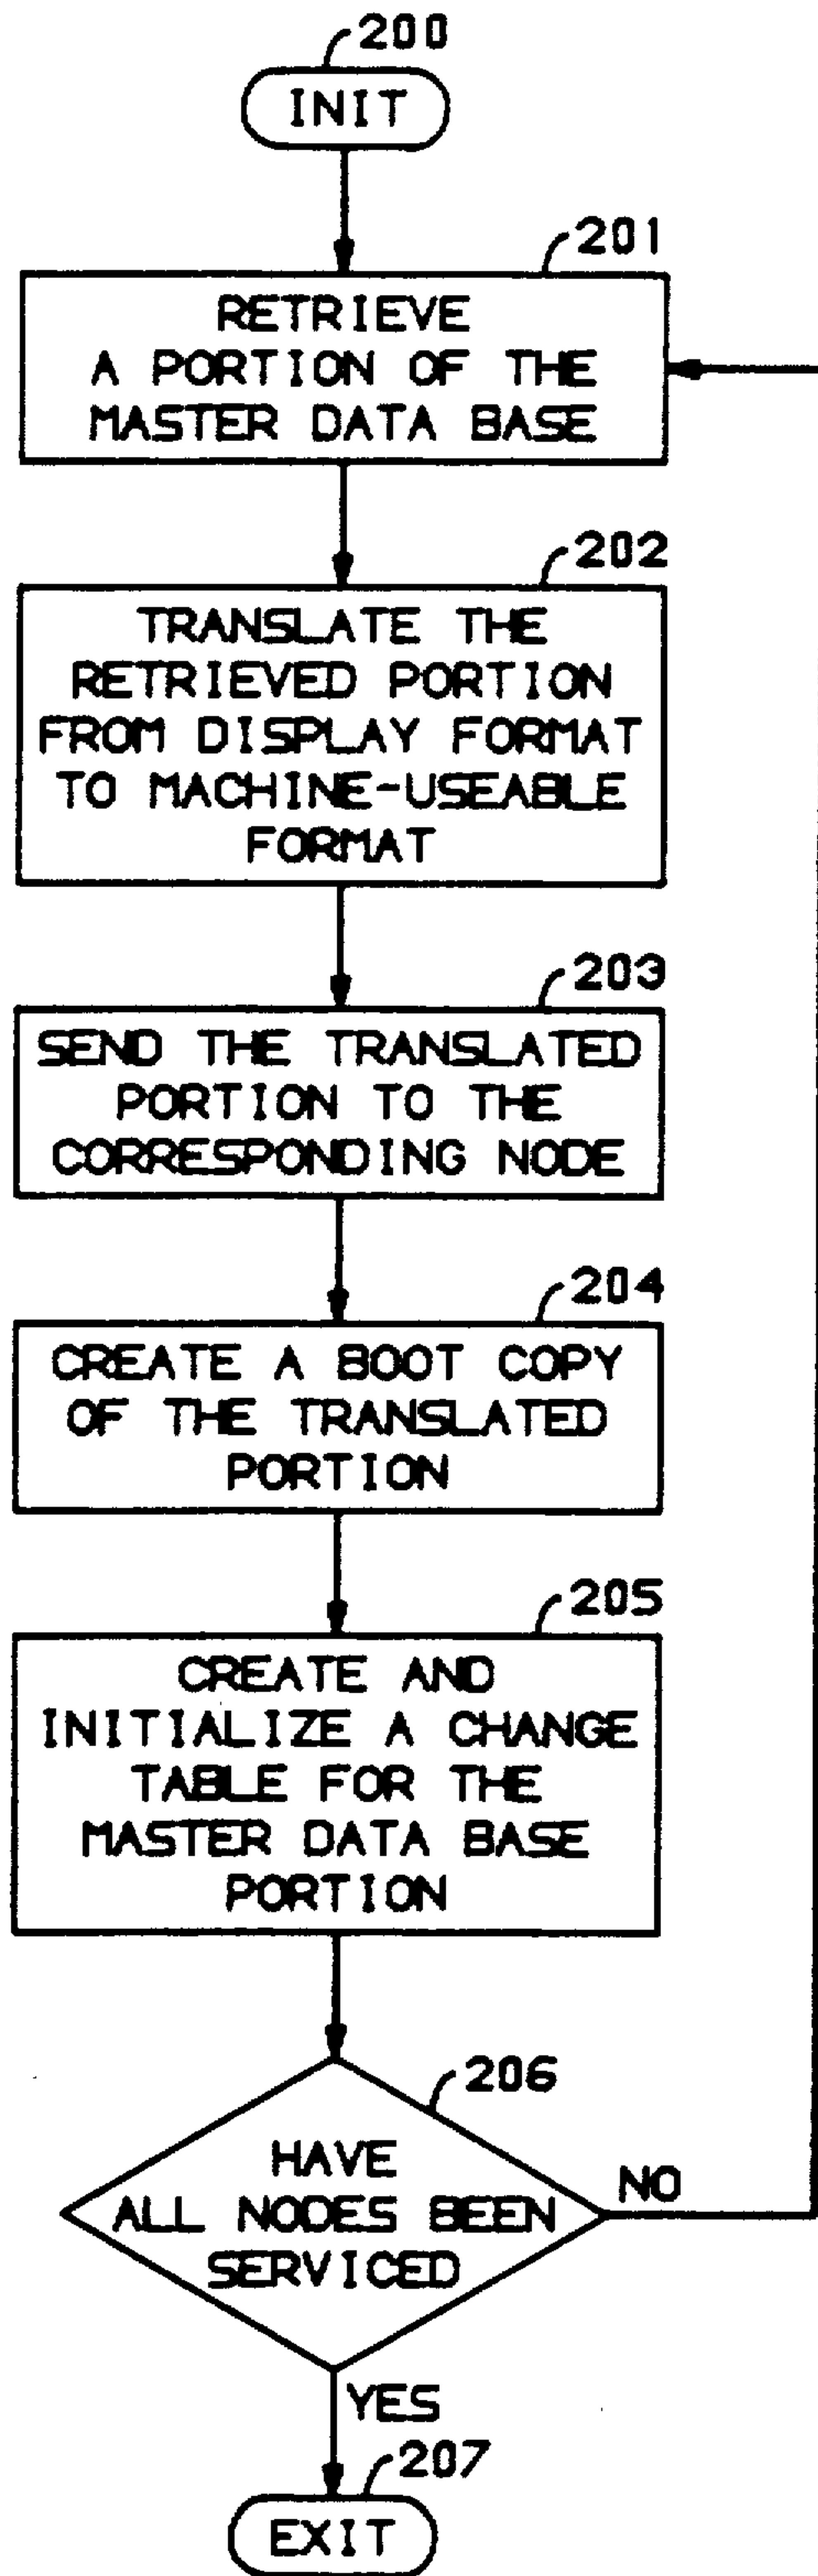 200
INIT
201
RETRIEVE
A PORTION OF THE
MASTER DATA BASE
202
TRANSLATE THE
RETRIEVED PORTION
FROM DISPLAY FORMAT
TO MACHINE-USEABLE
FORMAT
203
SEND THE TRANSLATED
PORTION TO THE
CORRESPONDING NODE
204
CREATE A BOOT COPY
OF THE TRANSLATED
PORTION
205
CREATE AND
INITIALIZE A CHANGE
TABLE FOR THE
MASTER DATA BASE
PORTION
206
HAVE
ALL NODES BEEN
SERVICED
NO
YES
207
EXIT